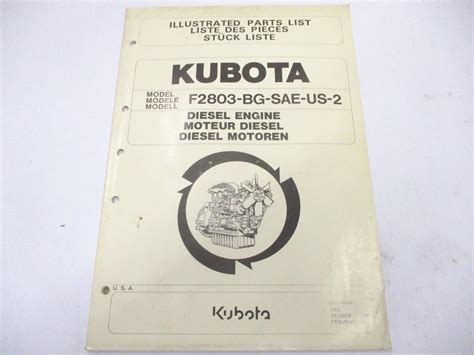 ILLUSTRATED PARTS LIST
LISTE DES PIECES
STÜCK LISTE
KUBOTA
MODEL
MODELE
MODELL
F2803-BG-SAE-US-2
DIESEL ENGINE
MOTEUR DIESEL
DIESEL MOTOREN
U.S.A.
Kubota